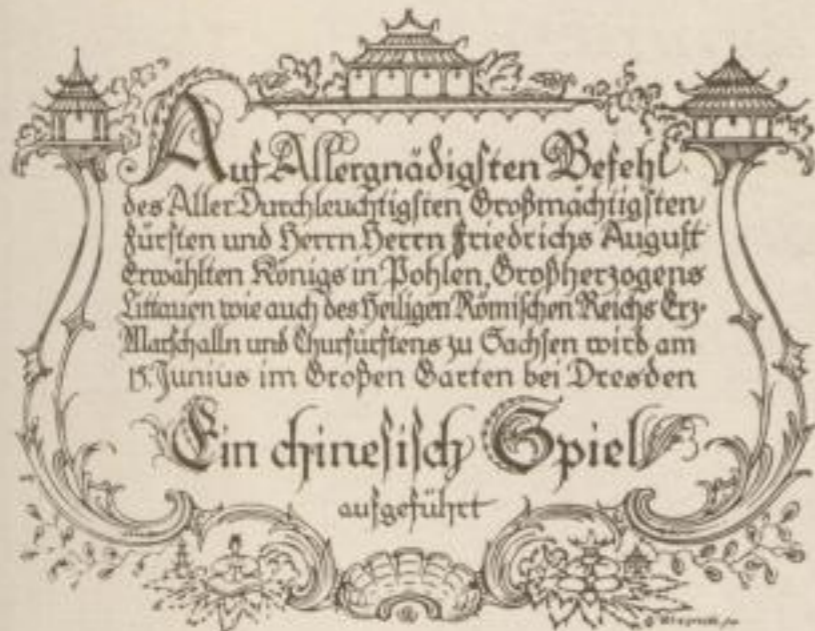 Auf Allergnädigsten Befehl
des Aller Durchleuchtigsten Großmächtigsten
Fürsten und Herrn Herrn Friedrichs August
Erwählten Königs in Pohlen, Großherzogens
Littauen wie auch des Heiligen Römischen Reichs Erz-
Marschalln und Churfürstens zu Sachsen wird am
15. Junius im Großen Garten bei Dresden
Ein chinesisch Spiel
aufgeführt